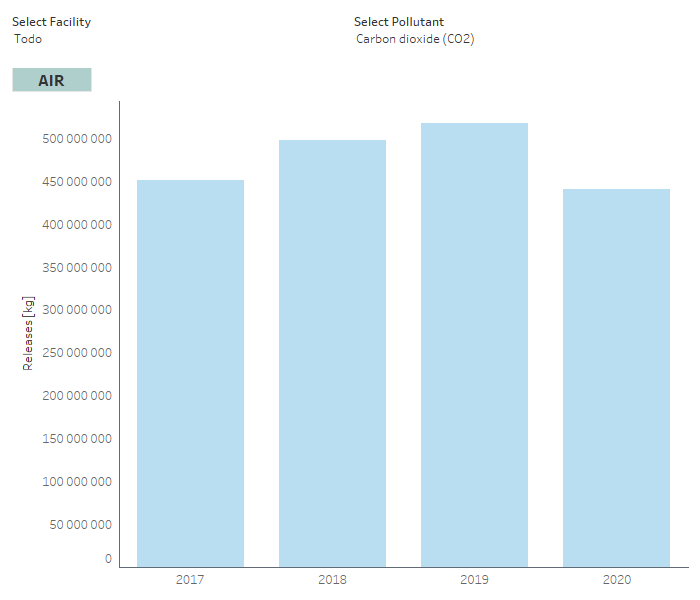 Select Facility
Todo
Select Pollutant
Carbon dioxide (CO2)
AIR
Releases [kg]
500 000 000
450 000 000
400 000 000
350 000 000
300 000 000
250 000 000
200 000 000
150 000 000
100 000 000
50 000 000
0
2017
2018
2019
2020